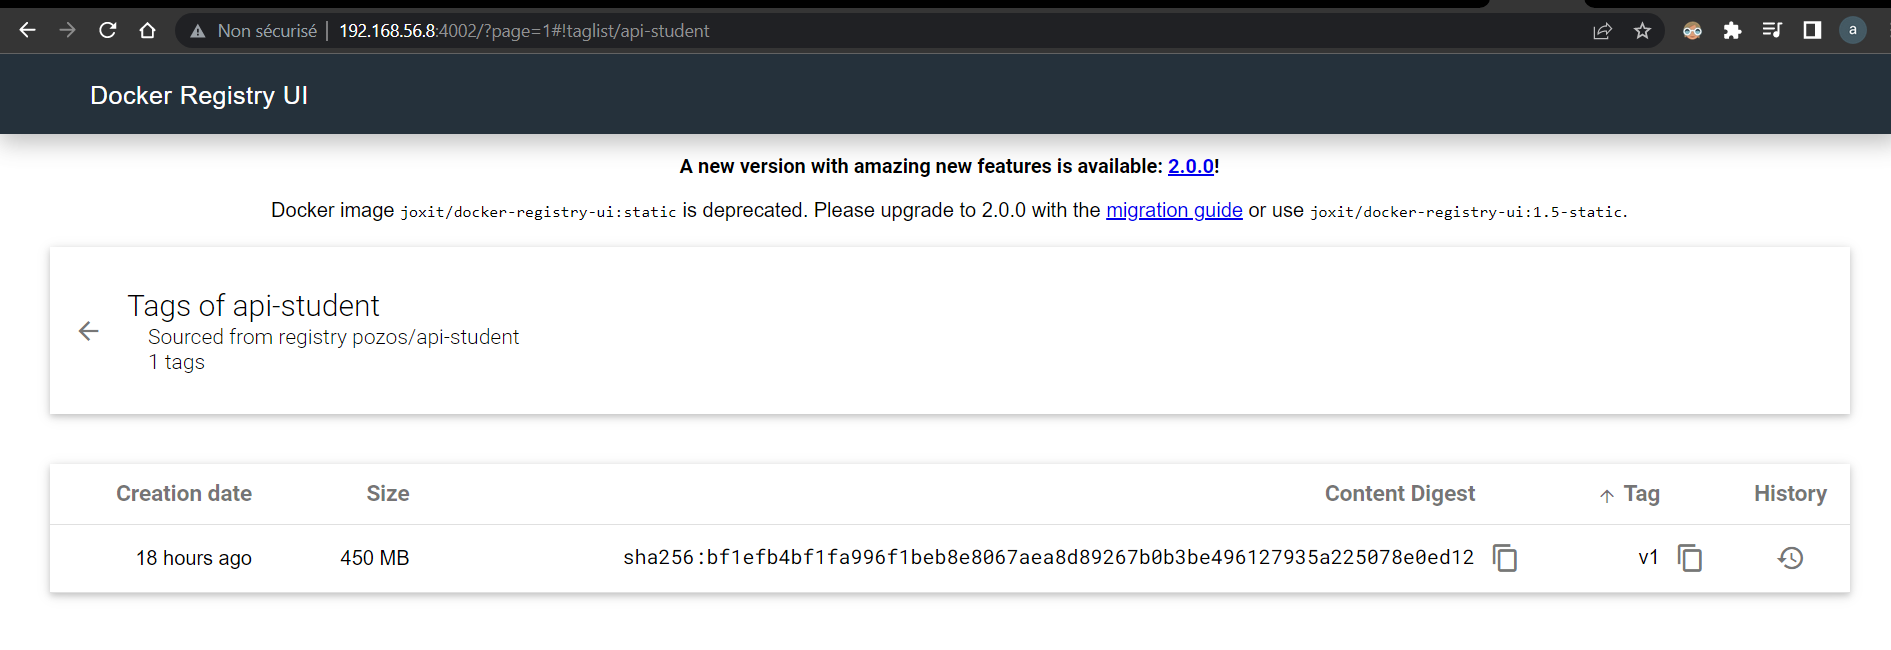 Non sécurisé | 192.168.56.8:4002/?page=1#!taglist/api-student
a
Docker Registry UI
A new version with amazing new features is available: 2.0.0!
Docker image joxit/docker-registry-ui:static is deprecated. Please upgrade to 2.0.0 with the migration guide or use joxit/docker-registry-ui:1.5-static.
Tags of api-student
Sourced from registry pozos/api-student
1 tags
Creation date Size Content Digest Tag History
18 hours ago 450 MB sha256:bf1efb4bf1fa996f1beb8e8067aea8d89267b0b3be496127935a225078e0ed12 v1